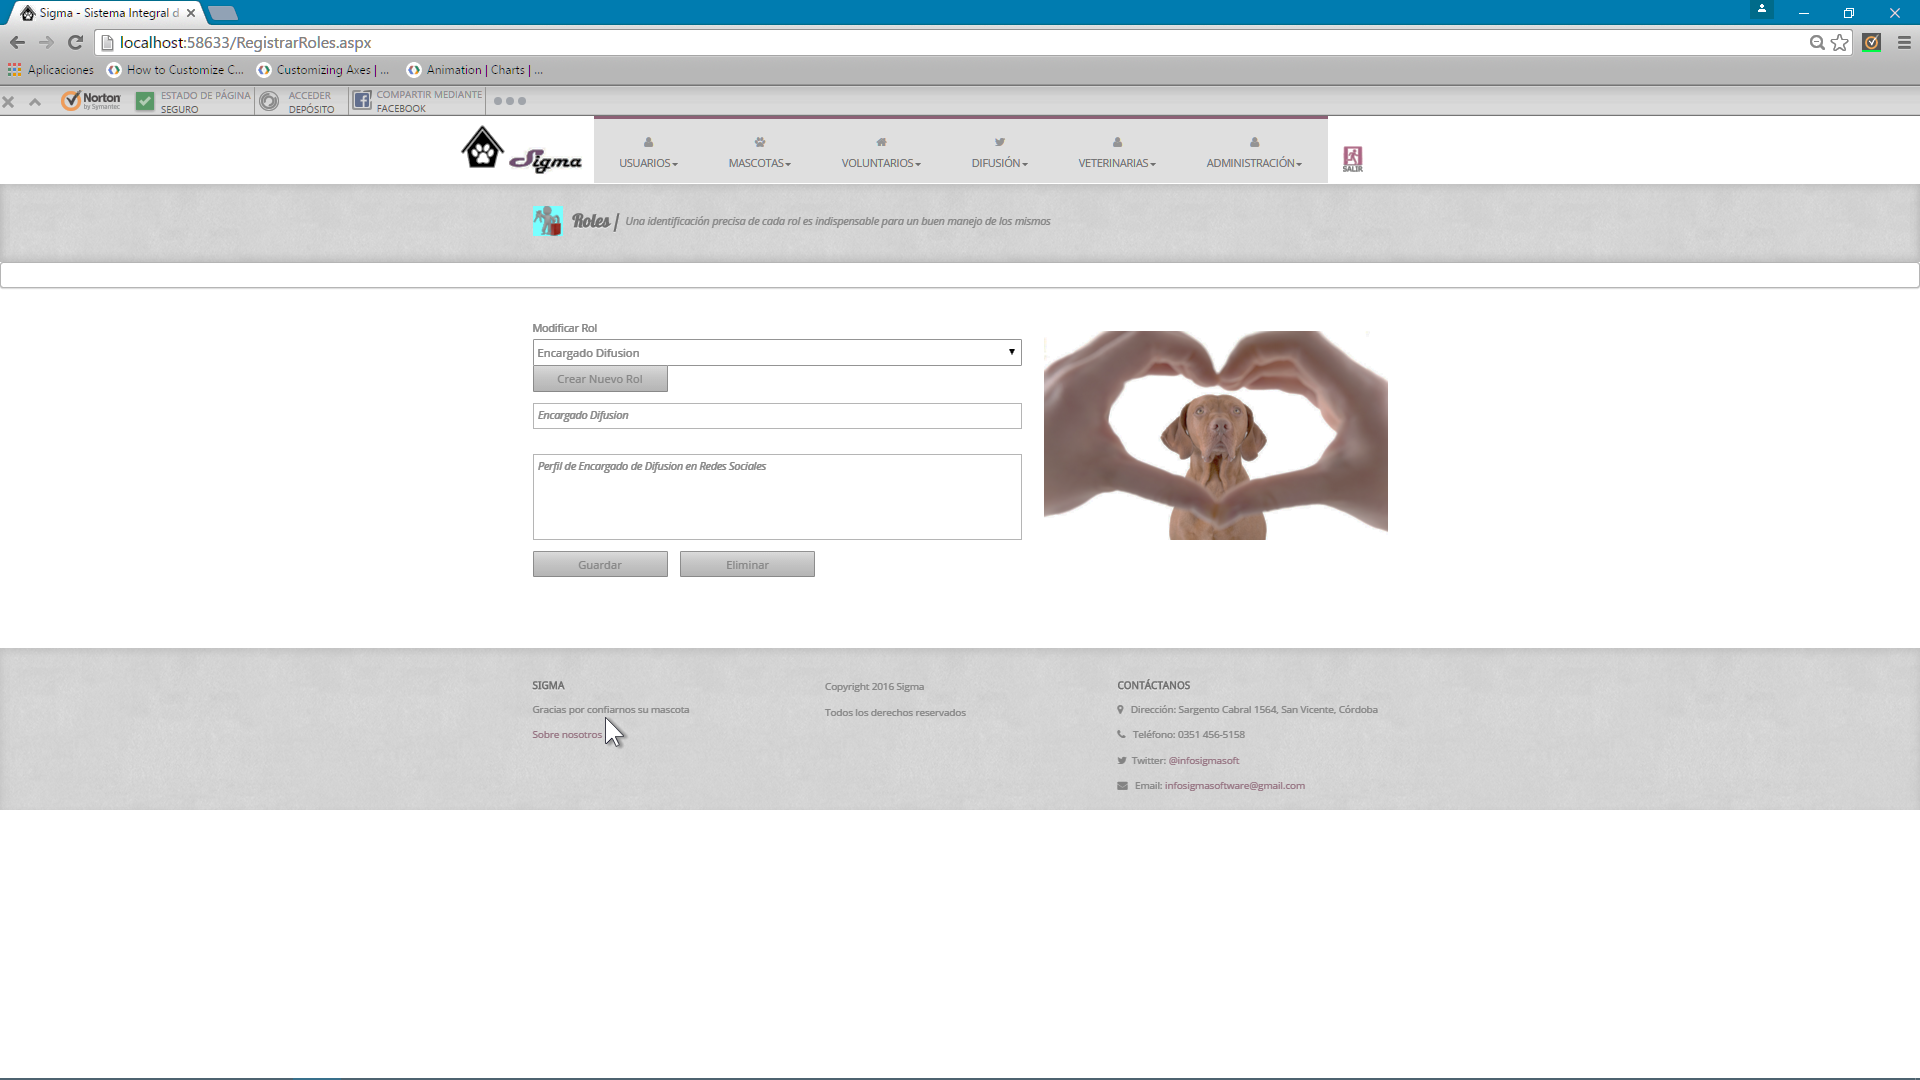 Sigma - Sistema Integral d
localhost:58633/RegistrarRoles.aspx
Aplicaciones
How to Customize C...
Customizing Axes | ...
Animation | Charts | ...
Norton
by Symantec
ESTADO DE PÁGINA
SEGURO
ACCEDER
DEPÓSITO
COMPARTIR MEDIANTE
FACEBOOK
Sigma
USUARIOS
MASCOTAS
VOLUNTARIOS
DIFUSIÓN
VETERINARIAS
ADMINISTRACIÓN
SALIR
Roles / Una identificación precisa de cada rol es indispensable para un buen manejo de los mismos
Modificar Rol
Encargado Difusion
Crear Nuevo Rol
Encargado Difusion
Perfil de Encargado de Difusion en Redes Sociales
Guardar
Eliminar
SIGMA
Gracias por confiarnos su mascota
Sobre nosotros
Copyright 2016 Sigma
Todos los derechos reservados
CONTÁCTANOS
Dirección: Sargento Cabral 1564, San Vicente, Córdoba
Teléfono: 0351 456-5158
Twitter: @infosigmasoft
Email: infosigmasoftware@gmail.com